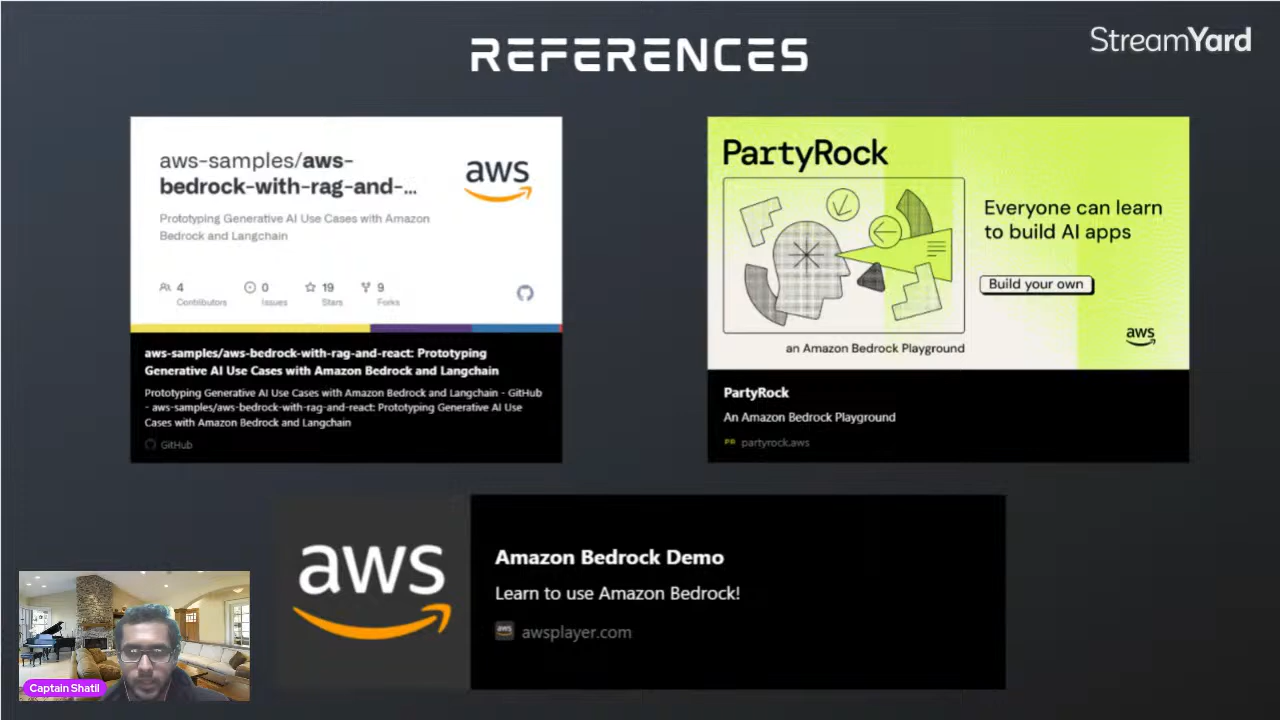 REFERENCES
StreamYard
aws-samples/aws-
bedrock-with-rag-and-...
aws
Prototyping Generative AI Use Cases with Amazon
Bedrock and Langchain
4
Contributors
0
Issues
19
Stars
9
Forks
aws-samples/aws-bedrock-with-rag-and-react: Prototyping
Generative AI Use Cases with Amazon Bedrock and Langchain
Prototyping Generative AI Use Cases with Amazon Bedrock and Langchain - GitHub
- aws-samples/aws-bedrock-with-rag-and-react: Prototyping Generative AI Use
Cases with Amazon Bedrock and Langchain
GitHub
PartyRock
Everyone can learn
to build AI apps
Build your own
an Amazon Bedrock Playground
aws
PartyRock
An Amazon Bedrock Playground
PR partyrock.aws
aws
Amazon Bedrock Demo
Learn to use Amazon Bedrock!
aws awsplayer.com
Captain Shatil